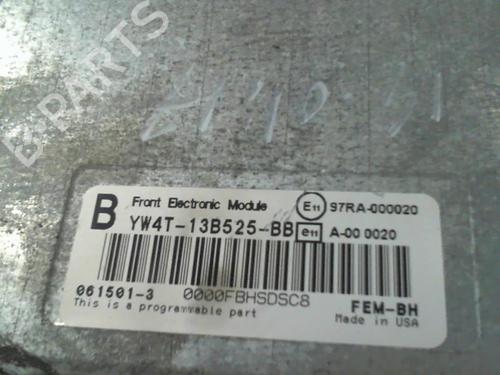 B PARTS
B Front Electronic Module E11 97RA-000020
YW4T-13B525-BB e11 A-00 0020
061501-3 0000FBHSDSC8 FEM-BH
This is a programmable part Made in USA